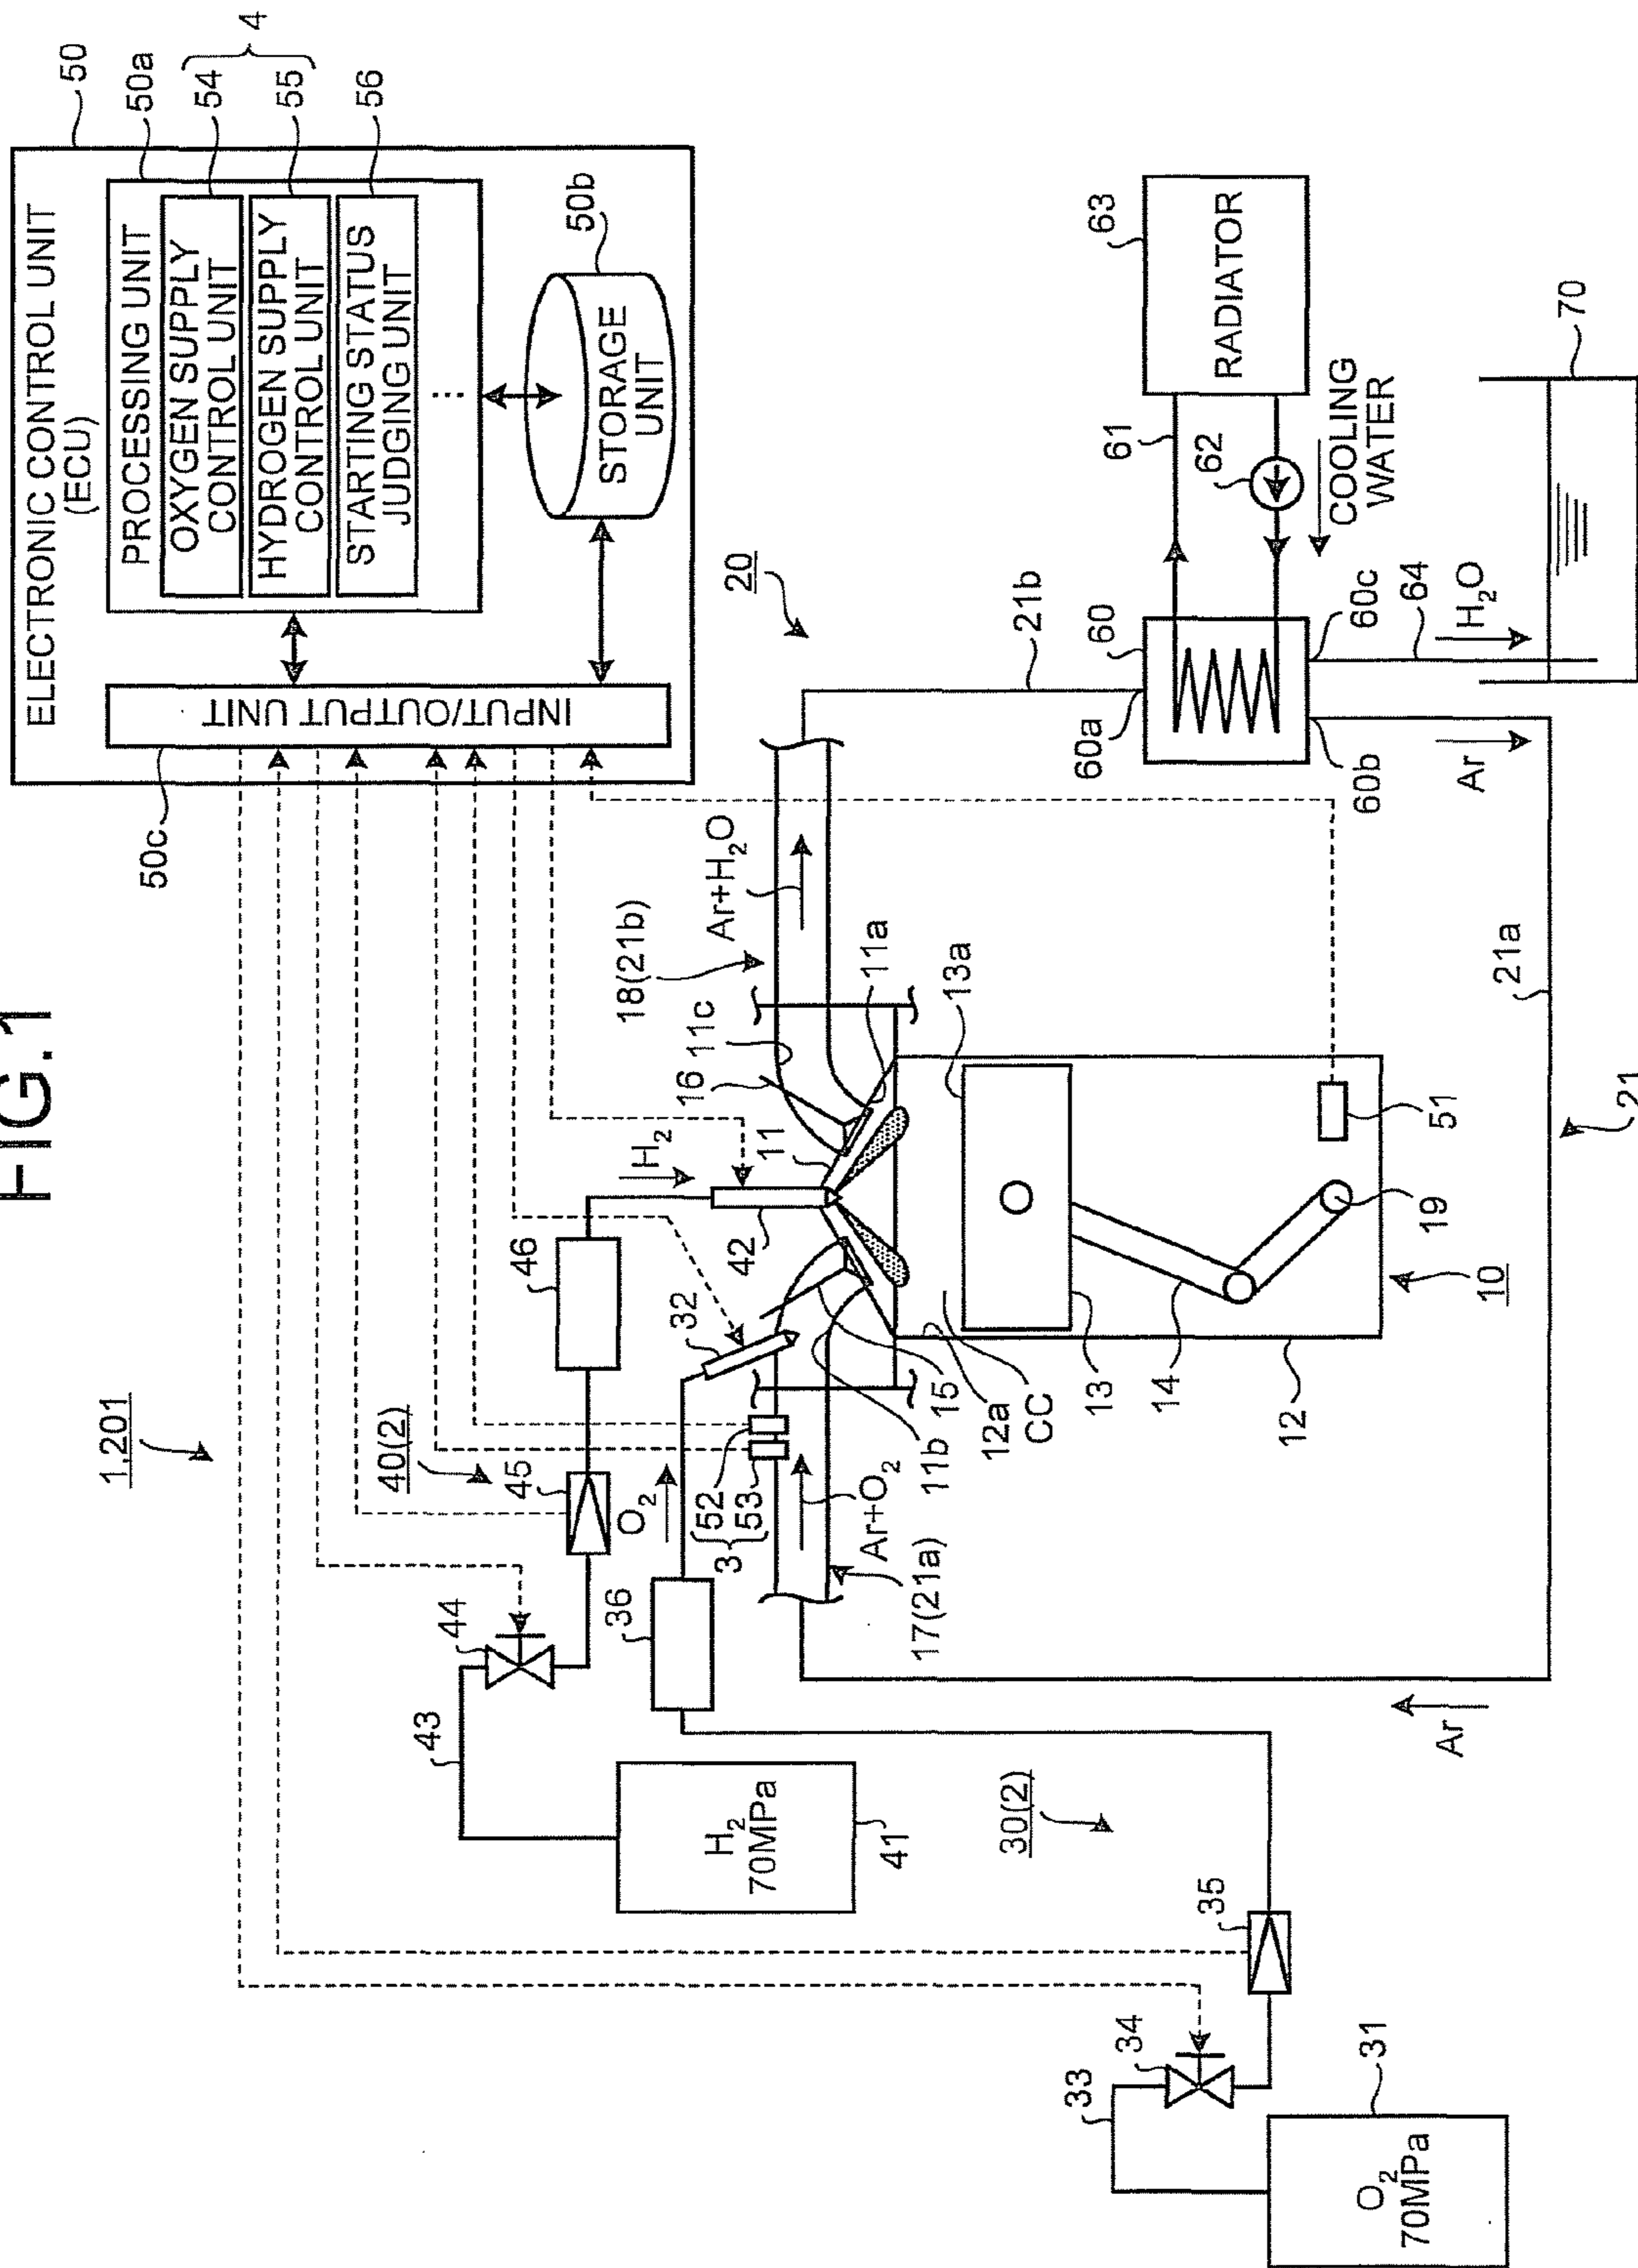 FIG.1
ELECTRONIC CONTROL UNIT
(ECU)
50
PROCESSING UNIT
50a
OXYGEN SUPPLY
CONTROL UNIT
54
HYDROGEN SUPPLY
CONTROL UNIT
55
4
STARTING STATUS
JUDGING UNIT
56
...
STORAGE
UNIT
50b
INPUT/OUTPUT UNIT
50c
1,201
40(2)
43
44
45
46
H2
70MPa
41
H2
42
O2
36
32
3
52
53
Ar+O2
17(21a)
11b
15
12a
CC
11
16
11c
11a
18(21b)
Ar+H2O
13a
13
14
12
10
19
51
20
21b
60a
60
60b
60c
61
62
63
RADIATOR
COOLING
WATER
64
H2O
70
Ar
21a
21
Ar
30(2)
35
34
33
O2
70MPa
31